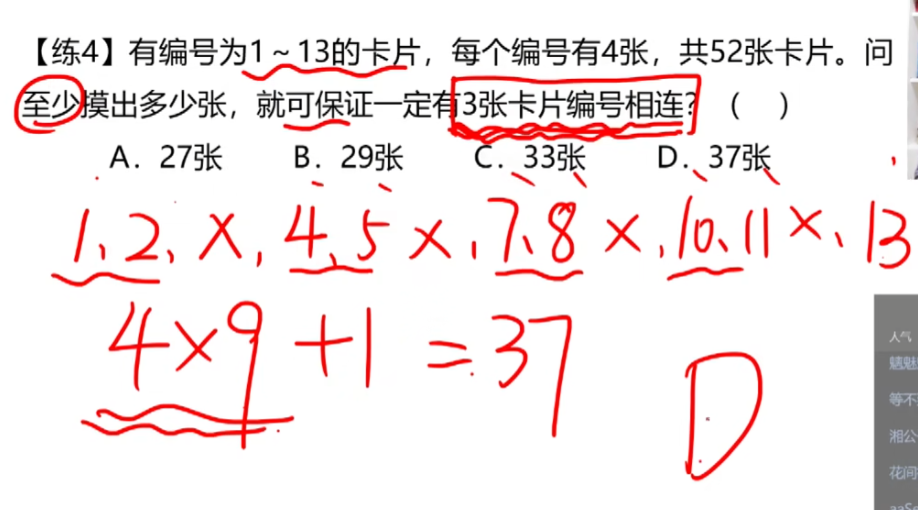 【练4】有编号为1~13的卡片，每个编号有4张，共52张卡片。问
至少摸出多少张，就可保证一定有3张卡片编号相连？（ ）
A．27张 B．29张 C．33张 D．37张
1、2、×、4、5×、7、8×、10、11×、13
4×9+1=37
D
人气
魑魅
等不
湘公
花间